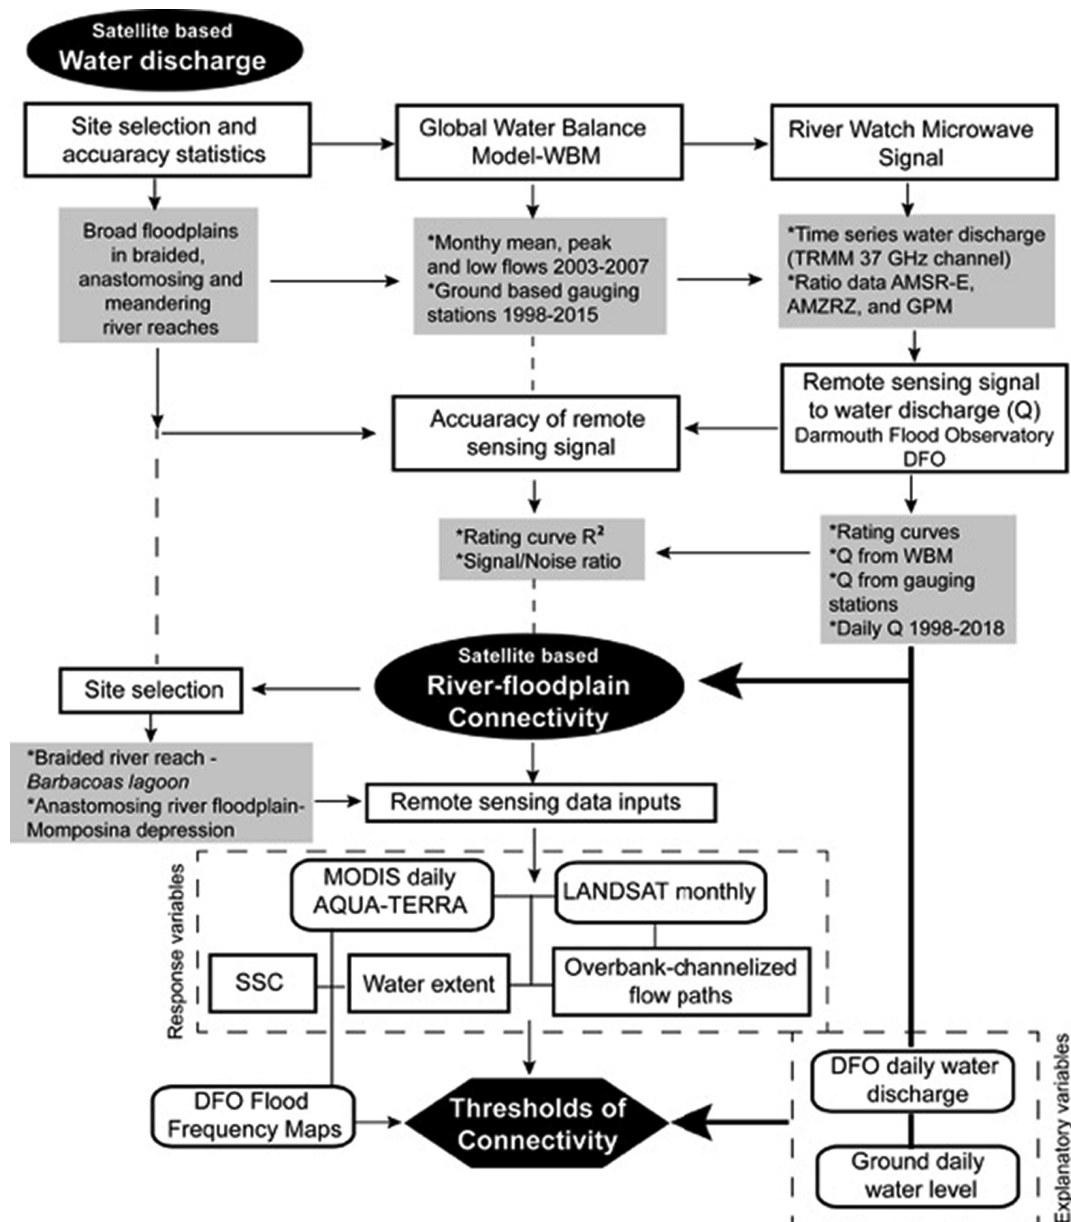 Satellite based
Water discharge
Site selection and
accuaracy statistics
Global Water Balance
Model-WBM
River Watch Microwave
Signal
Broad floodplains
in braided,
anastomosing and
meandering
river reaches
*Monthy mean, peak
and low flows 2003-2007
*Ground based gauging
stations 1998-2015
*Time series water discharge
(TRMM 37 GHz channel)
*Ratio data AMSR-E,
AMZRZ, and GPM
Remote sensing signal
to water discharge (Q)
Darmouth Flood Observatory
DFO
Accuaracy of remote
sensing signal
*Rating curve R²
*Signal/Noise ratio
*Rating curves
*Q from WBM
*Q from gauging
stations
*Daily Q 1998-2018
Satellite based
River-floodplain
Connectivity
Site selection
*Braided river reach -
Barbacoas lagoon
*Anastomosing river floodplain-
Momposina depression
Remote sensing data inputs
Response variables
MODIS daily
AQUA-TERRA
LANDSAT monthly
SSC
Water extent
Overbank-channelized
flow paths
DFO Flood
Frequency Maps
Thresholds of
Connectivity
DFO daily water
discharge
Ground daily
water level
Explanatory variables